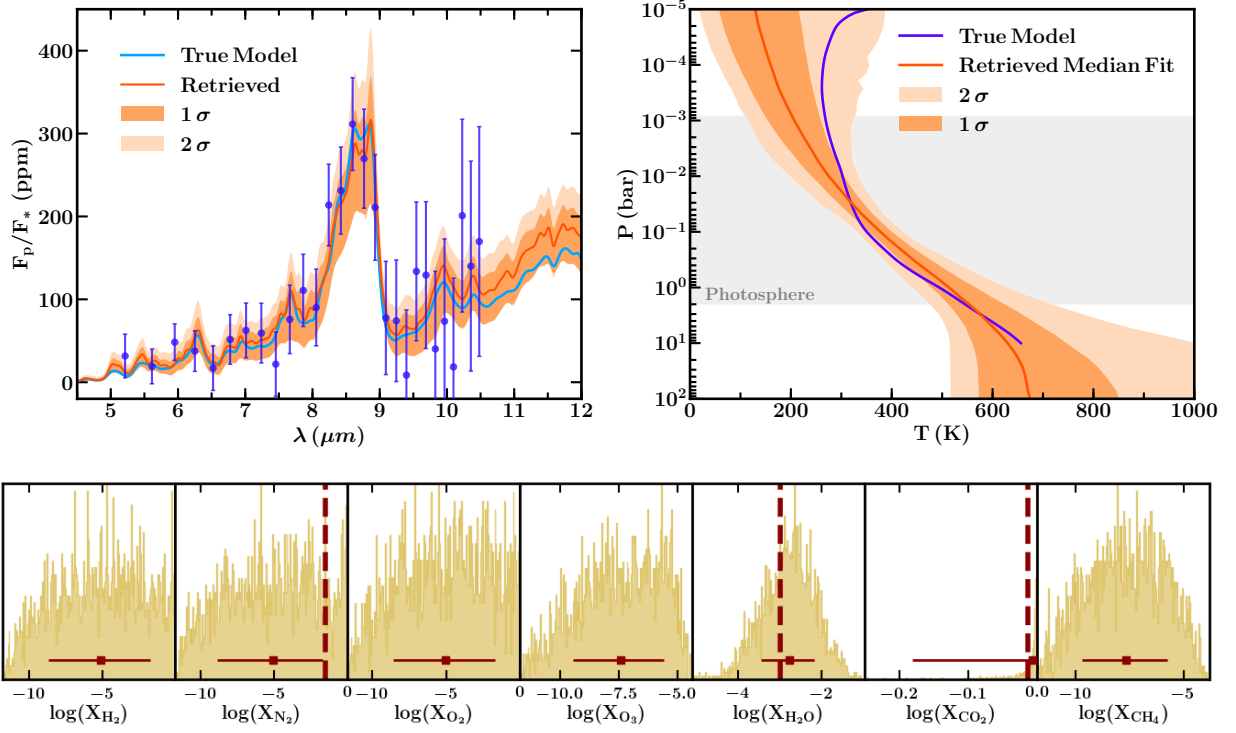 400
300
200
100
0
F_p/F_* (ppm)
True Model
Retrieved
1 σ
2 σ
5 6 7 8 9 10 11 12
λ (μm)
10^-5
10^-4
10^-3
10^-2
10^-1
10^0
10^1
10^2
P (bar)
True Model
Retrieved Median Fit
2 σ
1 σ
Photosphere
0 200 400 600 800 1000
T (K)
−10 −5 −10 −5 0 −10 −5 0 −10.0 −7.5 −5.0 −4 −2 −0.2 −0.1 0.0 −10 −5
log(X_H₂) log(X_N₂) log(X_O₂) log(X_O₃) log(X_H₂O) log(X_CO₂) log(X_CH₄)